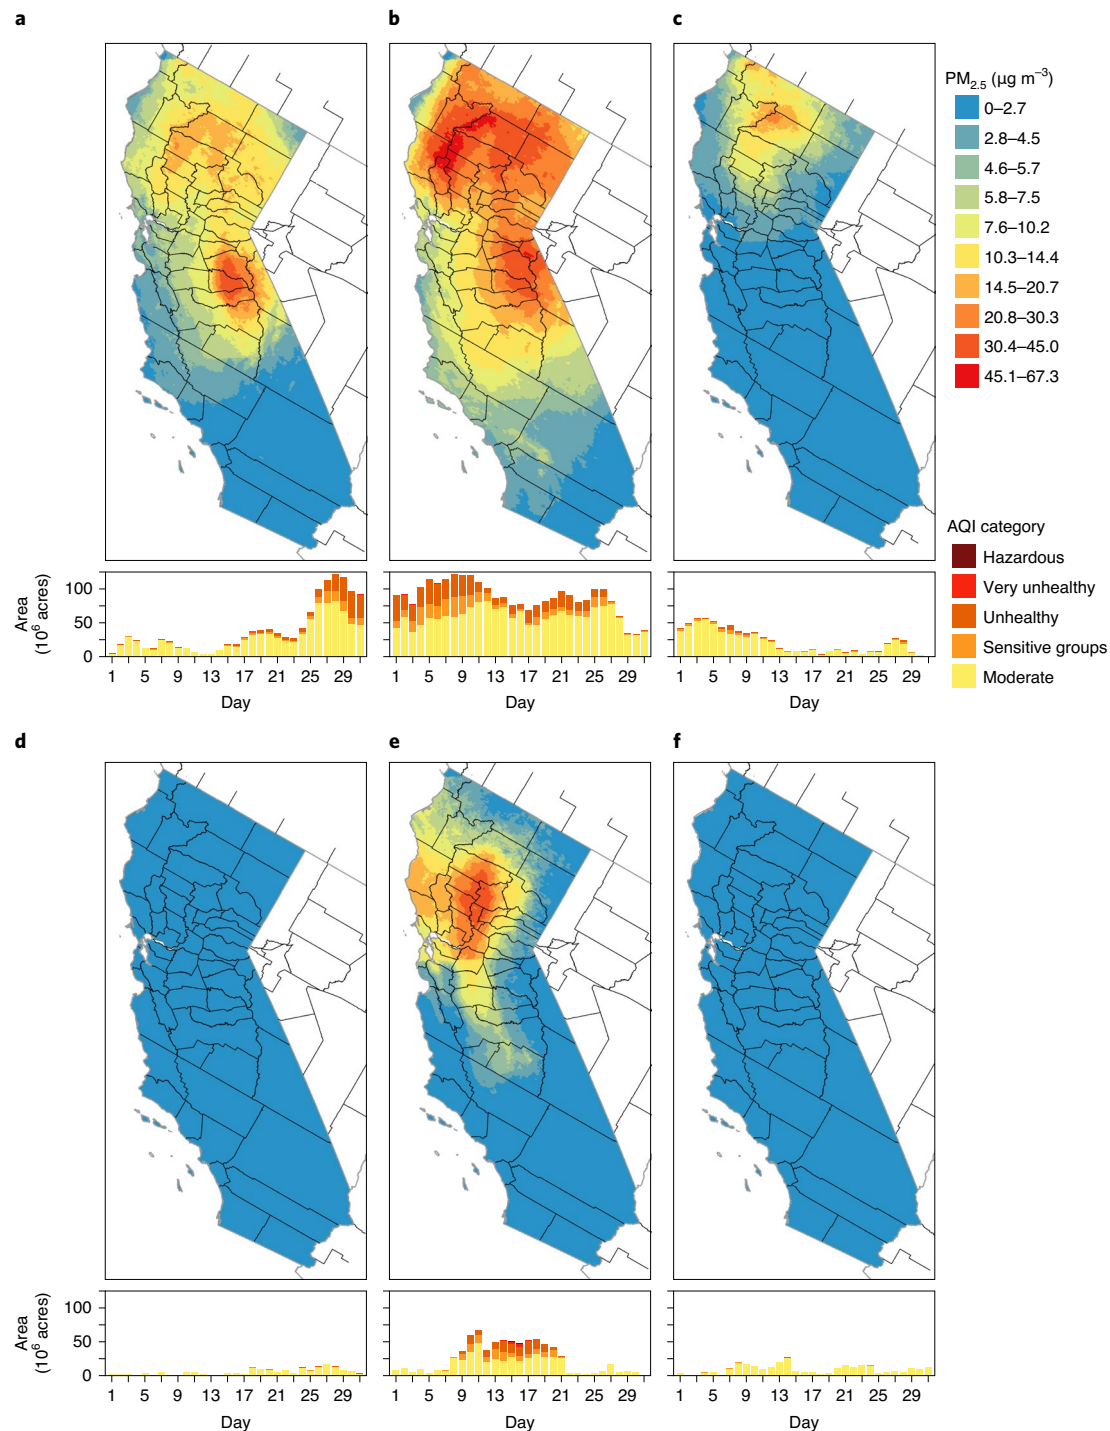 a
b
c
PM2.5 (µg m–3)
0–2.7
2.8–4.5
4.6–5.7
5.8–7.5
7.6–10.2
10.3–14.4
14.5–20.7
20.8–30.3
30.4–45.0
45.1–67.3
AQI category
Hazardous
Very unhealthy
Unhealthy
Sensitive groups
Moderate
Area
(10^6 acres)
100
50
0
1 5 9 13 17 21 25 29
1 5 9 13 17 21 25 29
1 5 9 13 17 21 25 29
Day
Day
Day
d
e
f
Area
(10^6 acres)
100
50
0
1 5 9 13 17 21 25 29
1 5 9 13 17 21 25 29
1 5 9 13 17 21 25 29
Day
Day
Day